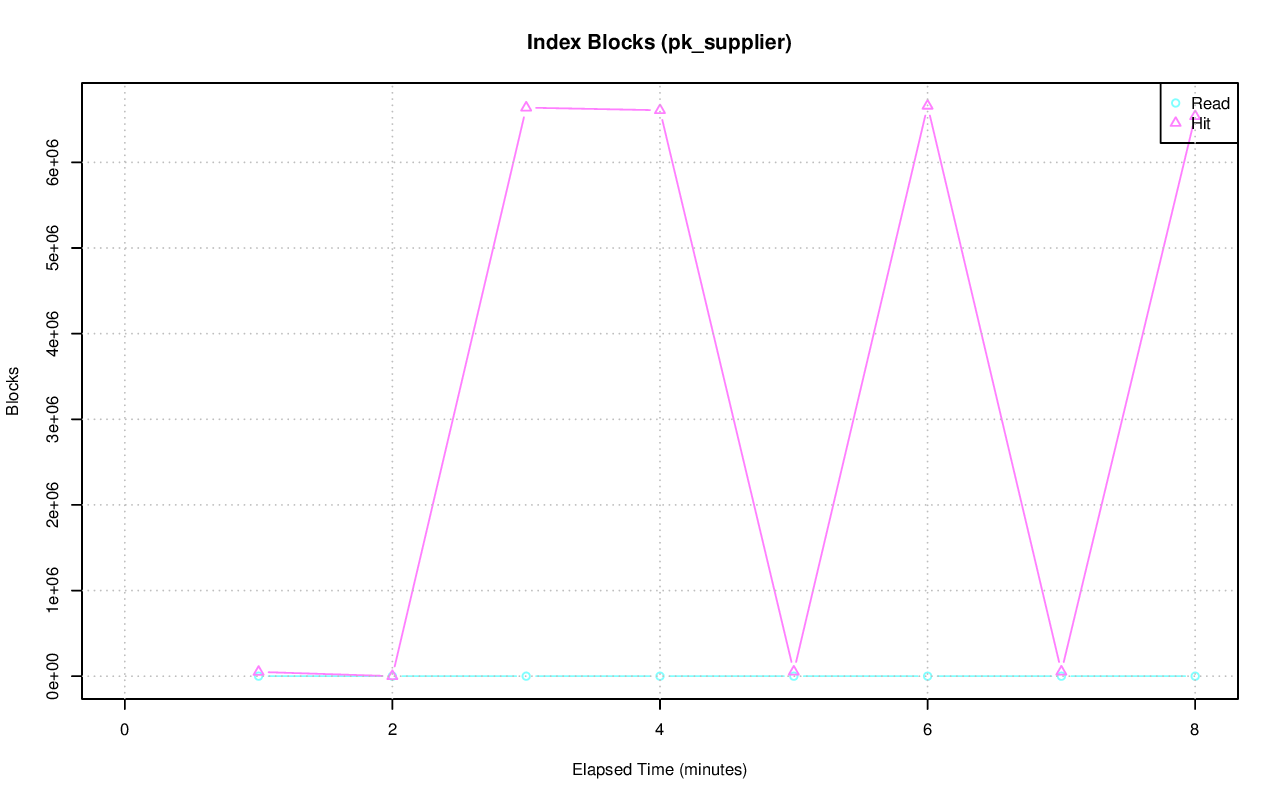 Index Blocks (pk_supplier)
Read
Hit
Blocks
6e+06
5e+06
4e+06
3e+06
2e+06
1e+06
0e+00
0 2 4 6 8
Elapsed Time (minutes)